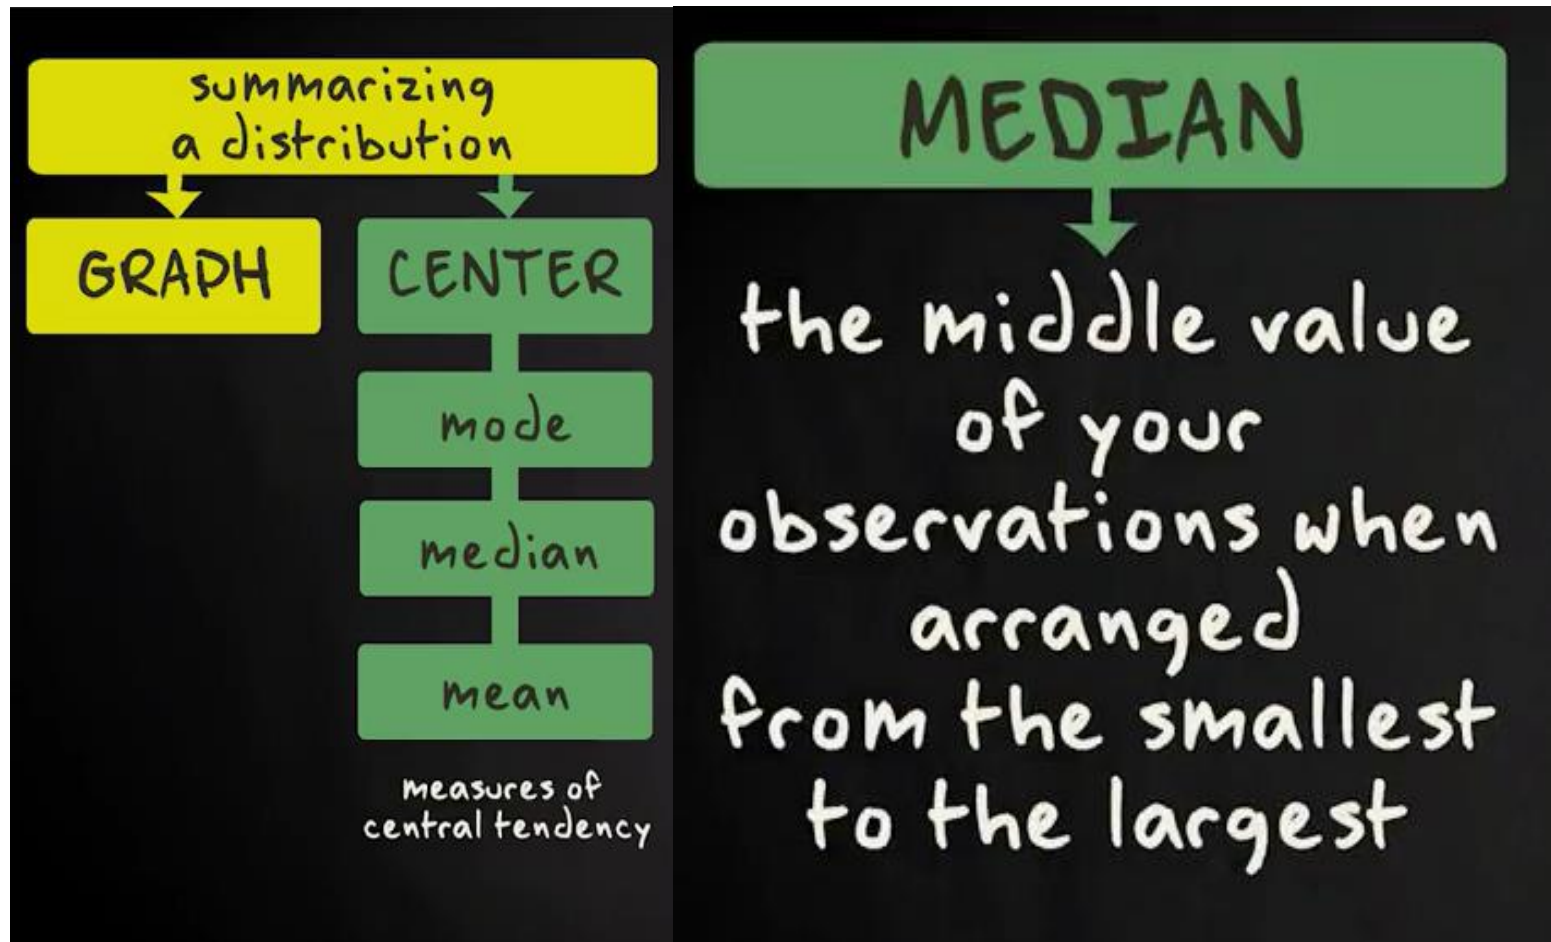 summarizing
a distribution
GRAPH
CENTER
mode
median
mean
measures of
central tendency
MEDIAN
the middle value
of your
observations when
arranged
from the smallest
to the largest